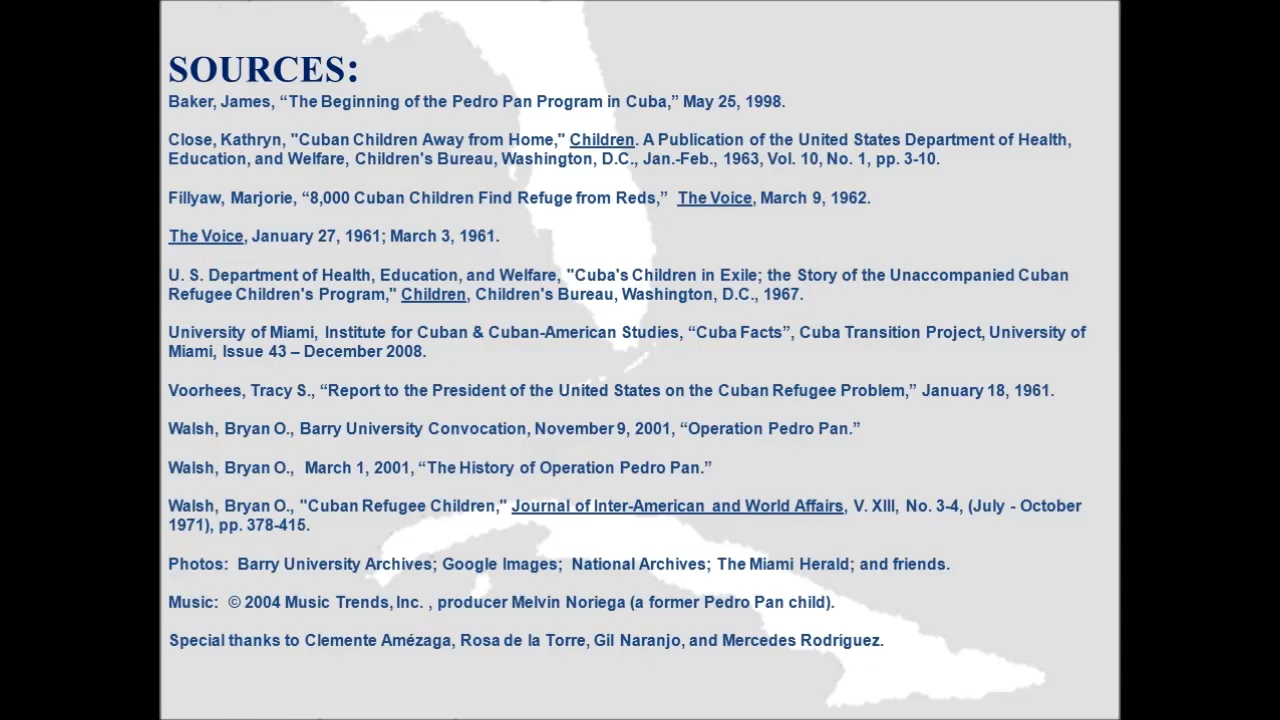 SOURCES:
Baker, James, “The Beginning of the Pedro Pan Program in Cuba,” May 25, 1998.
Close, Kathryn, "Cuban Children Away from Home," Children. A Publication of the United States Department of Health,
Education, and Welfare, Children's Bureau, Washington, D.C., Jan.-Feb., 1963, Vol. 10, No. 1, pp. 3-10.
Fillyaw, Marjorie, “8,000 Cuban Children Find Refuge from Reds,” The Voice, March 9, 1962.
The Voice, January 27, 1961; March 3, 1961.
U. S. Department of Health, Education, and Welfare, "Cuba's Children in Exile; the Story of the Unaccompanied Cuban
Refugee Children's Program," Children, Children's Bureau, Washington, D.C., 1967.
University of Miami, Institute for Cuban & Cuban-American Studies, “Cuba Facts”, Cuba Transition Project, University of
Miami, Issue 43 – December 2008.
Voorhees, Tracy S., “Report to the President of the United States on the Cuban Refugee Problem,” January 18, 1961.
Walsh, Bryan O., Barry University Convocation, November 9, 2001, “Operation Pedro Pan.”
Walsh, Bryan O., March 1, 2001, “The History of Operation Pedro Pan.”
Walsh, Bryan O., "Cuban Refugee Children," Journal of Inter-American and World Affairs, V. XIII, No. 3-4, (July - October
1971), pp. 378-415.
Photos: Barry University Archives; Google Images; National Archives; The Miami Herald; and friends.
Music: © 2004 Music Trends, Inc. , producer Melvin Noriega (a former Pedro Pan child).
Special thanks to Clemente Amézaga, Rosa de la Torre, Gil Naranjo, and Mercedes Rodriguez.